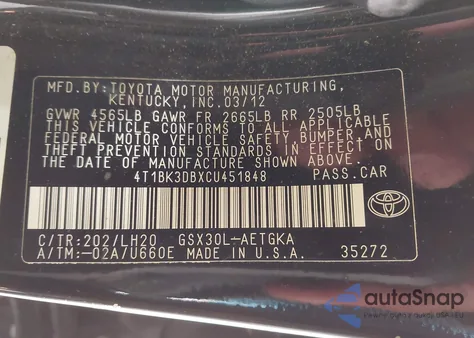 MFD.BY:TOYOTA MOTOR MANUFACTURING,
KENTUCKY,INC.03/12
GVWR 4565LB GAWR FR 2665LB RR 2505LB
THIS VEHICLE CONFORMS TO ALL APPLICABLE
FEDERAL MOTOR VEHICLE SAFETY, BUMPER, AND
THEFT PREVENTION STANDARDS IN EFFECT ON
THE DATE OF MANUFACTURE SHOWN ABOVE.
4T1BK3DBXCU451848 PASS.CAR
C/TR:202/LH20 GSX30L-AETGKA
A/TM:-02A/U660E MADE IN U.S.A. 35272
autoSnap